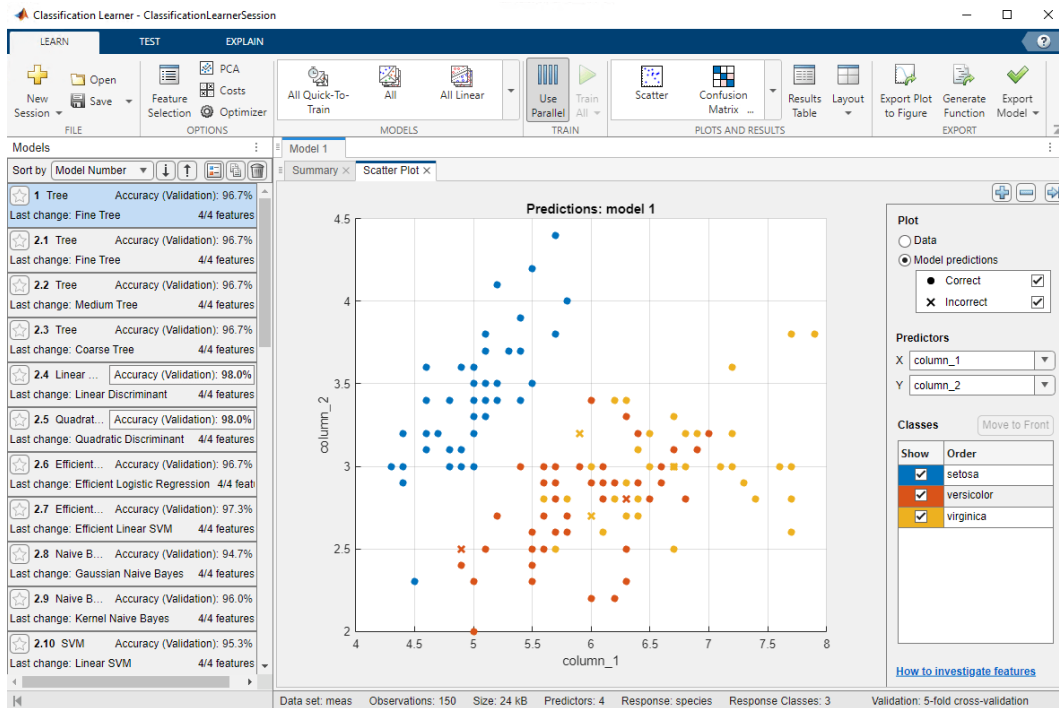 Classification Learner - ClassificationLearnerSession
LEARN TEST EXPLAIN
New Session
Open
Save
FILE
Feature Selection
PCA
Costs
Optimizer
OPTIONS
All Quick-To-Train
All
All Linear
MODELS
Use Parallel
Train All
TRAIN
Scatter
Confusion Matrix ...
Results Table
Layout
PLOTS AND RESULTS
Export Plot to Figure
Generate Function
Export Model
EXPORT
Models
Sort by Model Number
1 Tree Accuracy (Validation): 96.7%
Last change: Fine Tree 4/4 features
2.1 Tree Accuracy (Validation): 96.7%
Last change: Fine Tree 4/4 features
2.2 Tree Accuracy (Validation): 96.7%
Last change: Medium Tree 4/4 features
2.3 Tree Accuracy (Validation): 96.7%
Last change: Coarse Tree 4/4 features
2.4 Linear ... Accuracy (Validation): 98.0%
Last change: Linear Discriminant 4/4 features
2.5 Quadrat... Accuracy (Validation): 98.0%
Last change: Quadratic Discriminant 4/4 features
2.6 Efficient... Accuracy (Validation): 96.7%
Last change: Efficient Logistic Regression 4/4 feat
2.7 Efficient... Accuracy (Validation): 97.3%
Last change: Efficient Linear SVM 4/4 features
2.8 Naive B... Accuracy (Validation): 94.7%
Last change: Gaussian Naive Bayes 4/4 features
2.9 Naive B... Accuracy (Validation): 96.0%
Last change: Kernel Naive Bayes 4/4 features
2.10 SVM Accuracy (Validation): 95.3%
Last change: Linear SVM 4/4 features
Model 1
Summary Scatter Plot
Predictions: model 1
4.5
4
3.5
3
2.5
2
column_2
4 4.5 5 5.5 6 6.5 7 7.5 8
column_1
Plot
Data
Model predictions
Correct
Incorrect
Predictors
X column_1
Y column_2
Classes Move to Front
Show Order
setosa
versicolor
virginica
How to investigate features
Data set: meas Observations: 150 Size: 24 kB Predictors: 4 Response: species Response Classes: 3 Validation: 5-fold cross-validation